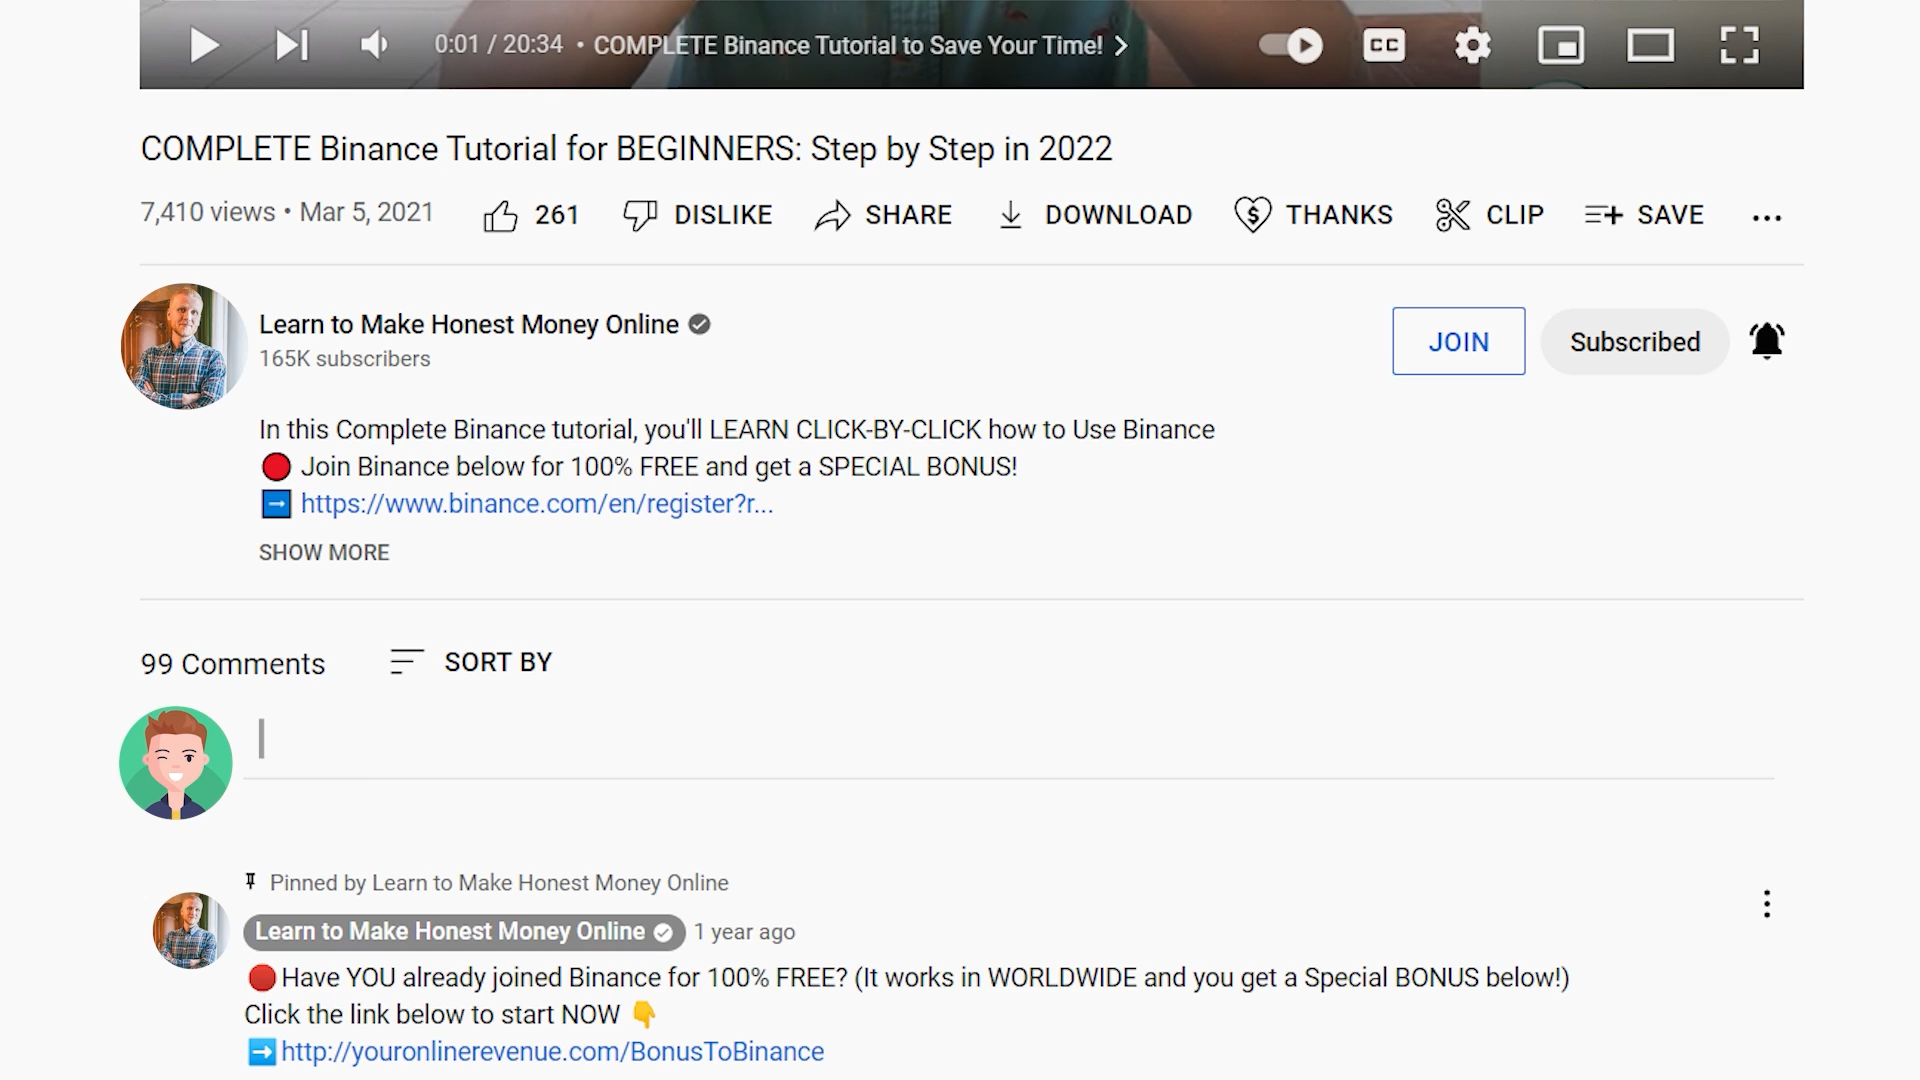 0:01 / 20:34 • COMPLETE Binance Tutorial to Save Your Time!
CC
COMPLETE Binance Tutorial for BEGINNERS: Step by Step in 2022
7,410 views • Mar 5, 2021 261 DISLIKE SHARE DOWNLOAD THANKS CLIP SAVE
Learn to Make Honest Money Online
165K subscribers
JOIN Subscribed
In this Complete Binance tutorial, you'll LEARN CLICK-BY-CLICK how to Use Binance
🔴 Join Binance below for 100% FREE and get a SPECIAL BONUS!
➡️ https://www.binance.com/en/register?r...
SHOW MORE
99 Comments SORT BY
Pinned by Learn to Make Honest Money Online
Learn to Make Honest Money Online 1 year ago
🔴Have YOU already joined Binance for 100% FREE? (It works in WORLDWIDE and you get a Special BONUS below!)
Click the link below to start NOW 👇
➡️http://youronlinerevenue.com/BonusToBinance